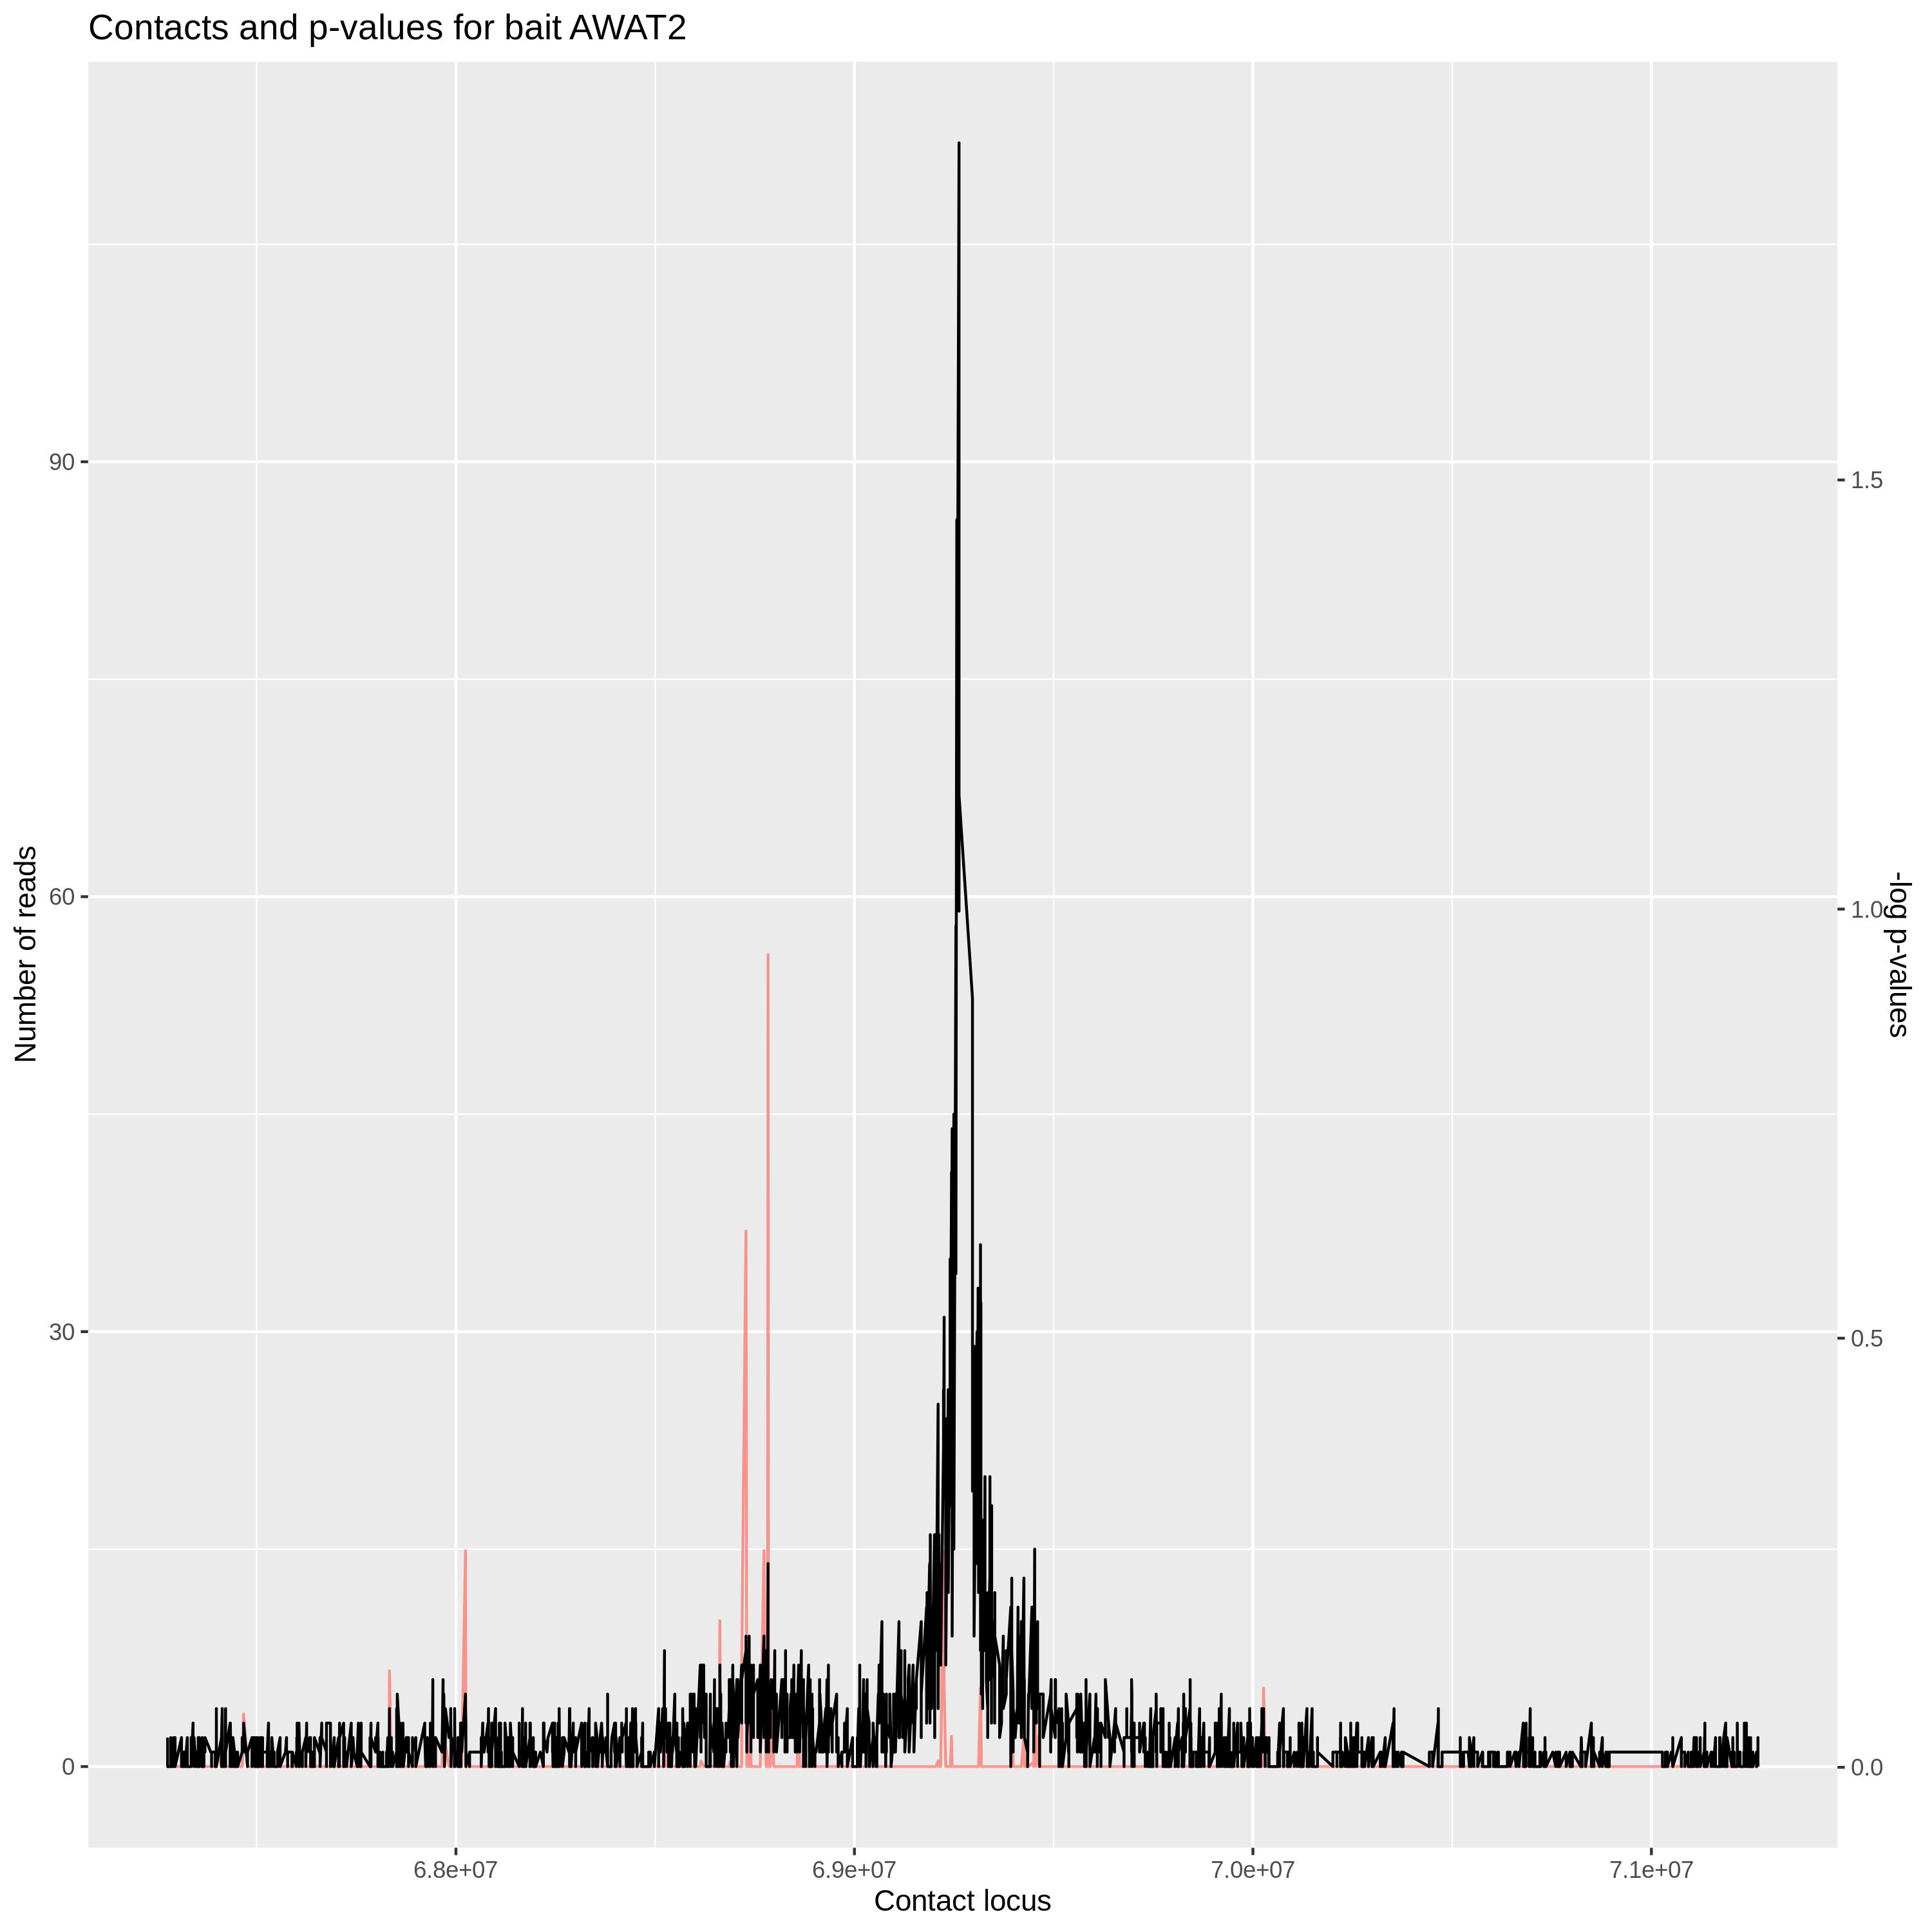 Contacts and p-values for bait AWAT2
90
60
30
0
Number of reads
1.5
1.0
0.5
0.0
-log p-values
6.8e+07
6.9e+07
7.0e+07
7.1e+07
Contact locus